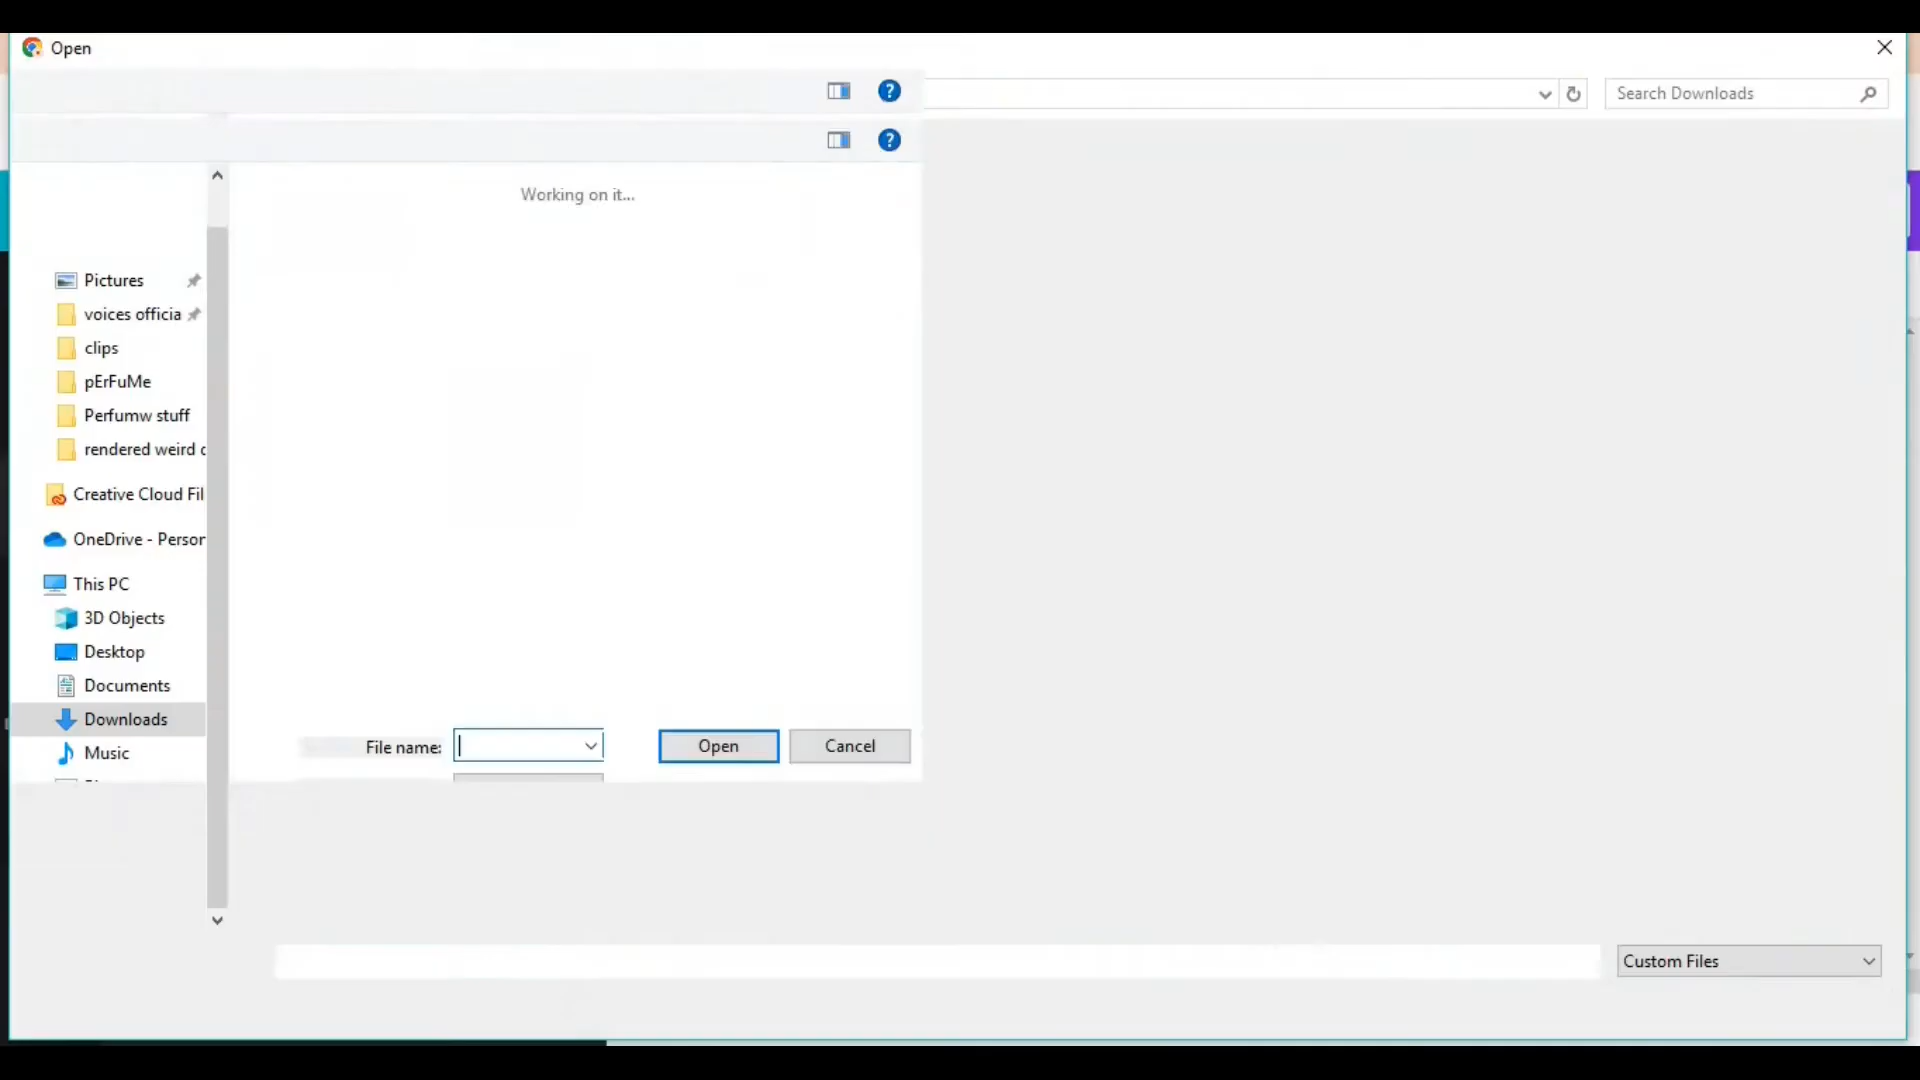 Open
Search Downloads
Working on it...
Pictures
voices officia
clips
pErFuMe
Perfumw stuff
rendered weird c
Creative Cloud Fil
OneDrive - Person
This PC
3D Objects
Desktop
Documents
Downloads
Music
File name:
Open
Cancel
Custom Files